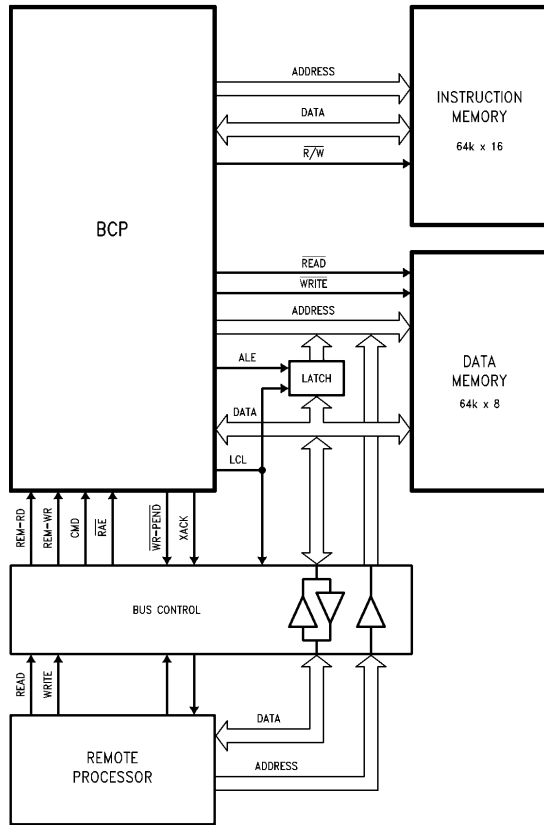 ADDRESS
INSTRUCTION
MEMORY
64k x 16
DATA
R/W
BCP
READ
WRITE
ADDRESS
DATA
MEMORY
64k x 8
ALE
LATCH
DATA
LCL
REM-RD
REM-WR
CMD
RAE
WR-PEND
XACK
BUS CONTROL
READ
WRITE
DATA
REMOTE
PROCESSOR
ADDRESS